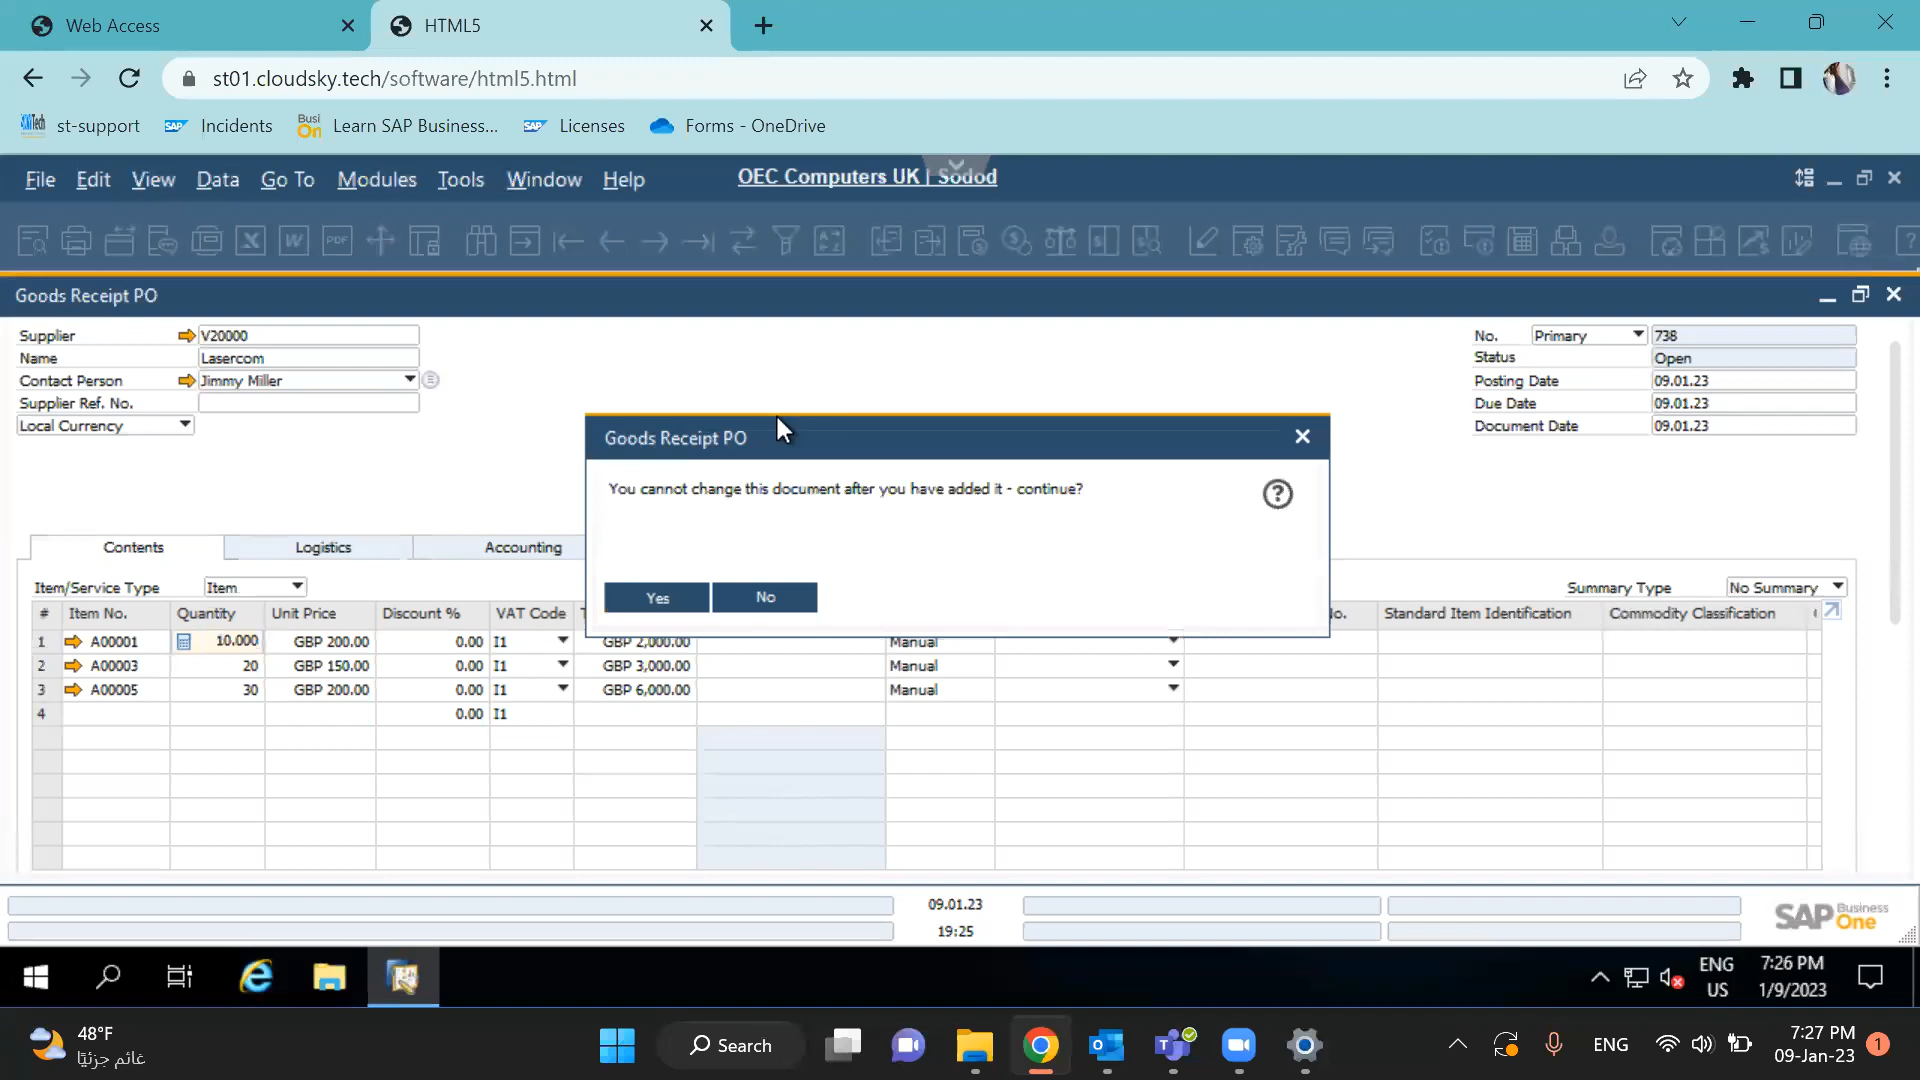 Web Access
HTML5
st01.cloudsky.tech/software/html5.html
st-support
Incidents
Learn SAP Business...
Licenses
Forms - OneDrive
File Edit View Data Go To Modules Tools Window Help
OEC Computers UK | Sodod
Goods Receipt PO
Supplier V20000
Name Lasercom
Contact Person Jimmy Miller
Supplier Ref. No.
Local Currency
No. Primary 738
Status Open
Posting Date 09.01.23
Due Date 09.01.23
Document Date 09.01.23
Goods Receipt PO
You cannot change this document after you have added it - continue?
Yes No
Contents Logistics Accounting
Item/Service Type Item
Summary Type No Summary
# Item No. Quantity Unit Price Discount % VAT Code Standard Item Identification Commodity Classification
1 A00001 10.000 GBP 200.00 0.00 I1 GBP 2,000.00 Manual
2 A00003 20 GBP 150.00 0.00 I1 GBP 3,000.00 Manual
3 A00005 30 GBP 200.00 0.00 I1 GBP 6,000.00 Manual
4 0.00 I1
09.01.23
19:25
SAP Business One
ENG
US
7:26 PM
1/9/2023
48°F
غائم جزئيًا
Search
ENG
7:27 PM
09-Jan-23
1